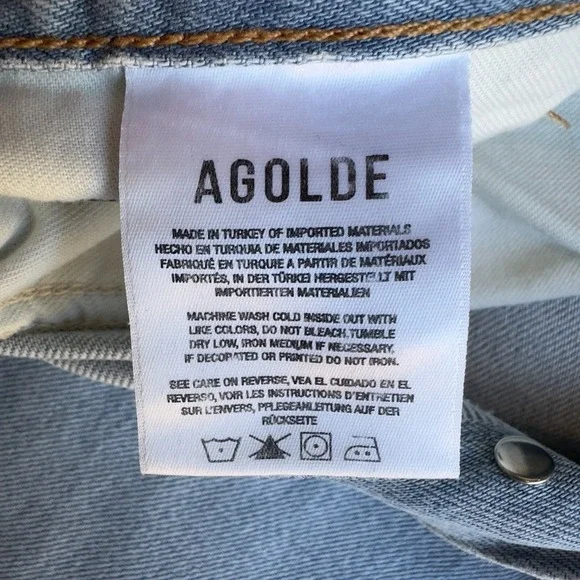 AGOLDE
MADE IN TURKEY OF IMPORTED MATERIALS
HECHO EN TURQUIA DE MATERIALES IMPORTADOS
FABRIQUÉ EN TURQUIE A PARTIR DE MATÉRIAUX
IMPORTÉS, IN DER TÜRKEI HERGESTELLT MIT
IMPORTIERTEN MATERIALIEN
MACHINE WASH COLD INSIDE OUT WITH
LIKE COLORS, DO NOT BLEACH.TUMBLE
DRY LOW, IRON MEDIUM IF NECESSARY,
IF DECORATED OR PRINTED DO NOT IRON.
SEE CARE ON REVERSE, VEA EL CUIDADO EN EL
REVERSO, VOIR LES INSTRUCTIONS D'ENTRETIEN
SUR L'ENVERS, PFLEGEANLEITUNG AUF DER
RÜCKSEITE